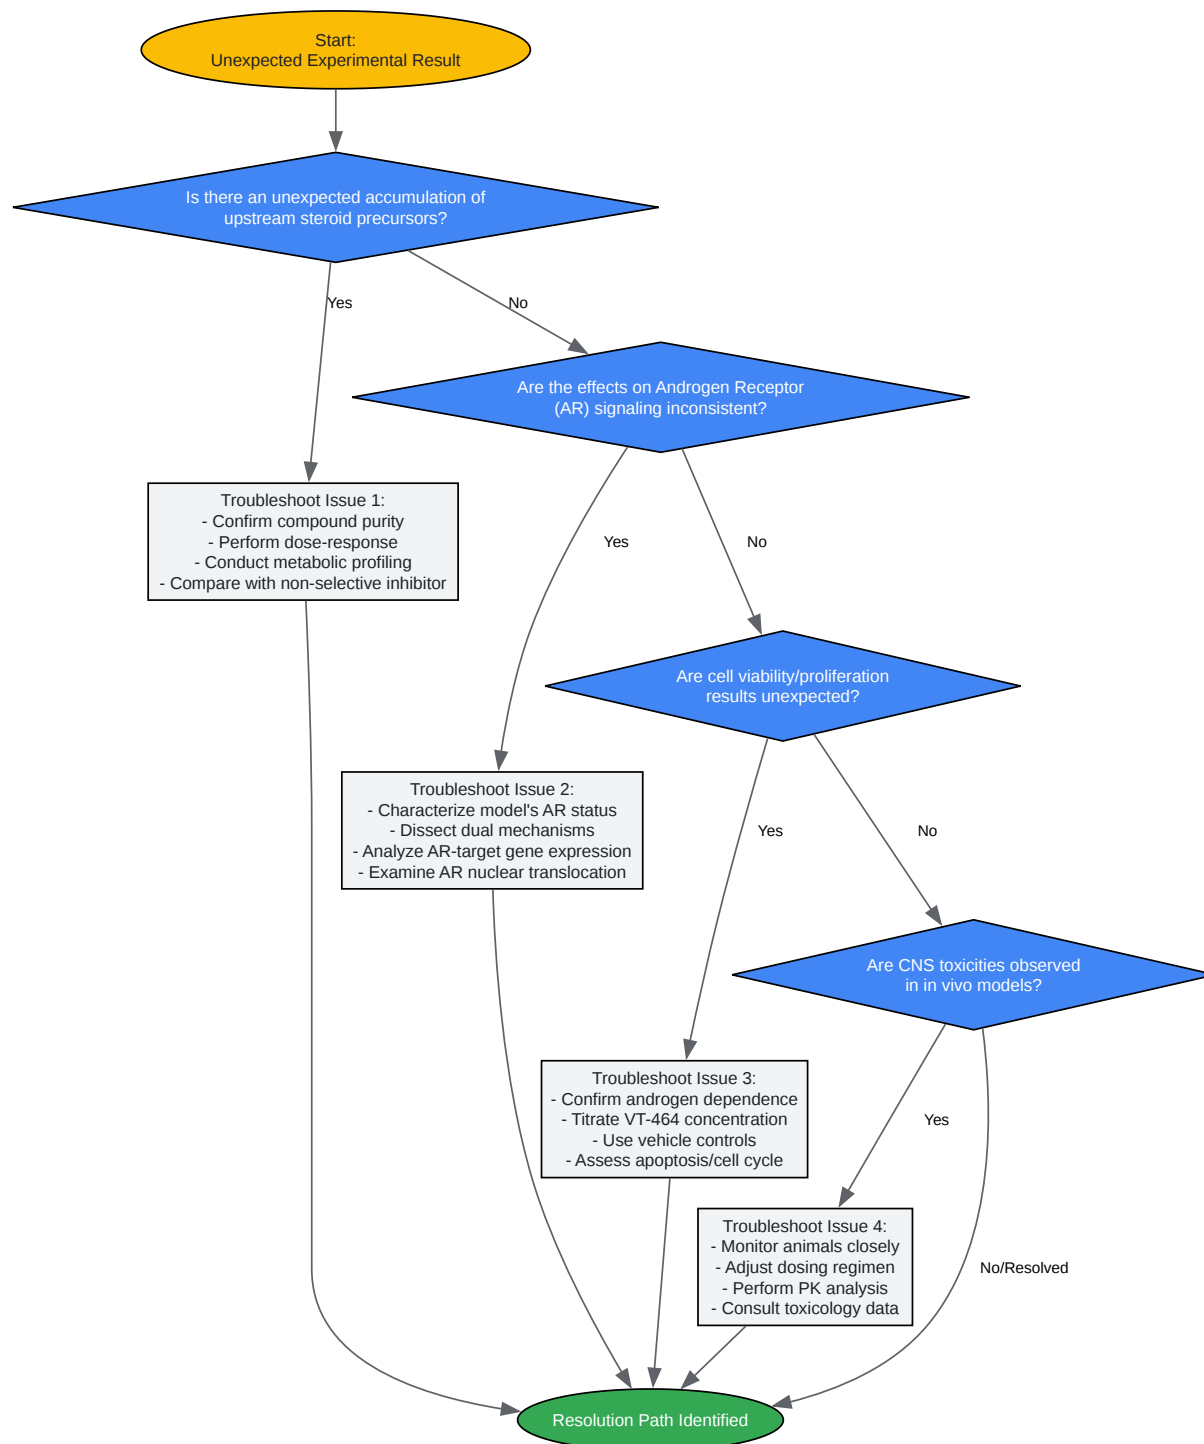 Start:
Unexpected Experimental Result
Is there an unexpected accumulation of
upstream steroid precursors?
Yes
No
Are the effects on Androgen Receptor
(AR) signaling inconsistent?
Troubleshoot Issue 1:
- Confirm compound purity
- Perform dose-response
- Conduct metabolic profiling
- Compare with non-selective inhibitor
Yes
No
Are cell viability/proliferation
results unexpected?
Troubleshoot Issue 2:
- Characterize model's AR status
- Dissect dual mechanisms
- Analyze AR-target gene expression
- Examine AR nuclear translocation
Yes
No
Are CNS toxicities observed
in in vivo models?
Troubleshoot Issue 3:
- Confirm androgen dependence
- Titrate VT-464 concentration
- Use vehicle controls
- Assess apoptosis/cell cycle
Yes
Troubleshoot Issue 4:
- Monitor animals closely
- Adjust dosing regimen
- Perform PK analysis
- Consult toxicology data
No/Resolved
Resolution Path Identified